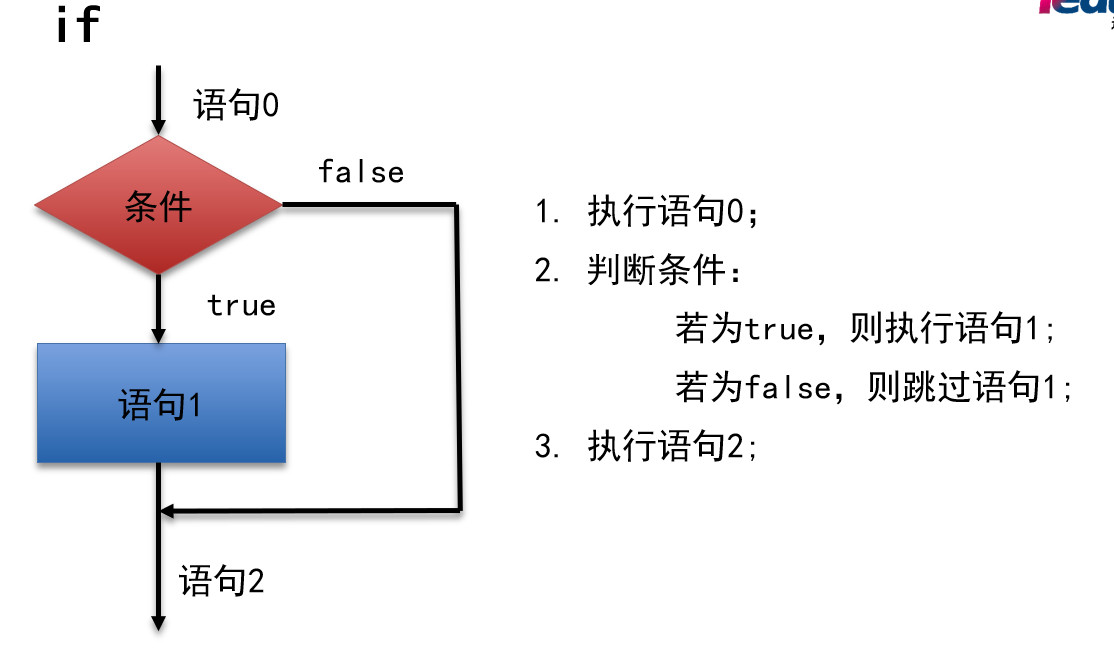 if
语句0
条件
false
true
语句1
语句2
1. 执行语句0；
2. 判断条件：
若为true，则执行语句1;
若为false，则跳过语句1;
3. 执行语句2;